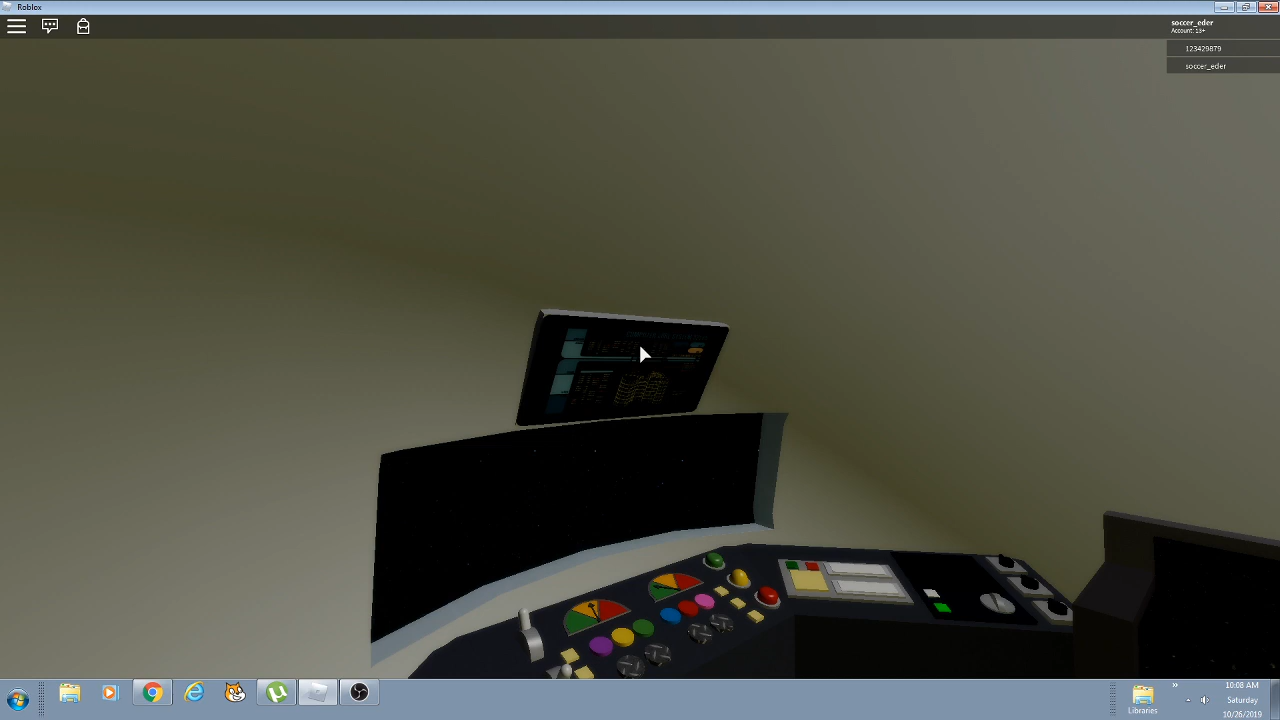 Roblox
soccer_eder
Account: 13+
123429879
soccer_eder
10:08 AM
Saturday
10/26/2019
Libraries